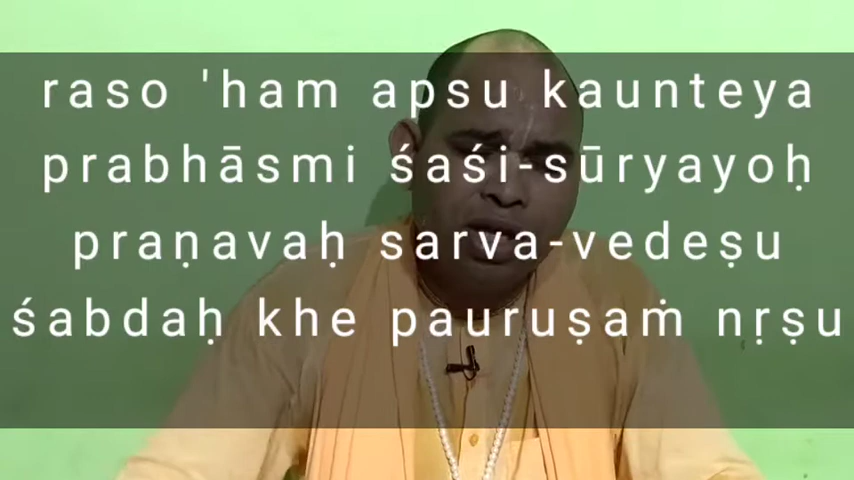 raso 'ham apsu kaunteya
prabhāsmi śaśi-sūryayoḥ
praṇavaḥ sarva-vedeṣu
śabdaḥ khe pauruṣaṁ nṛṣu